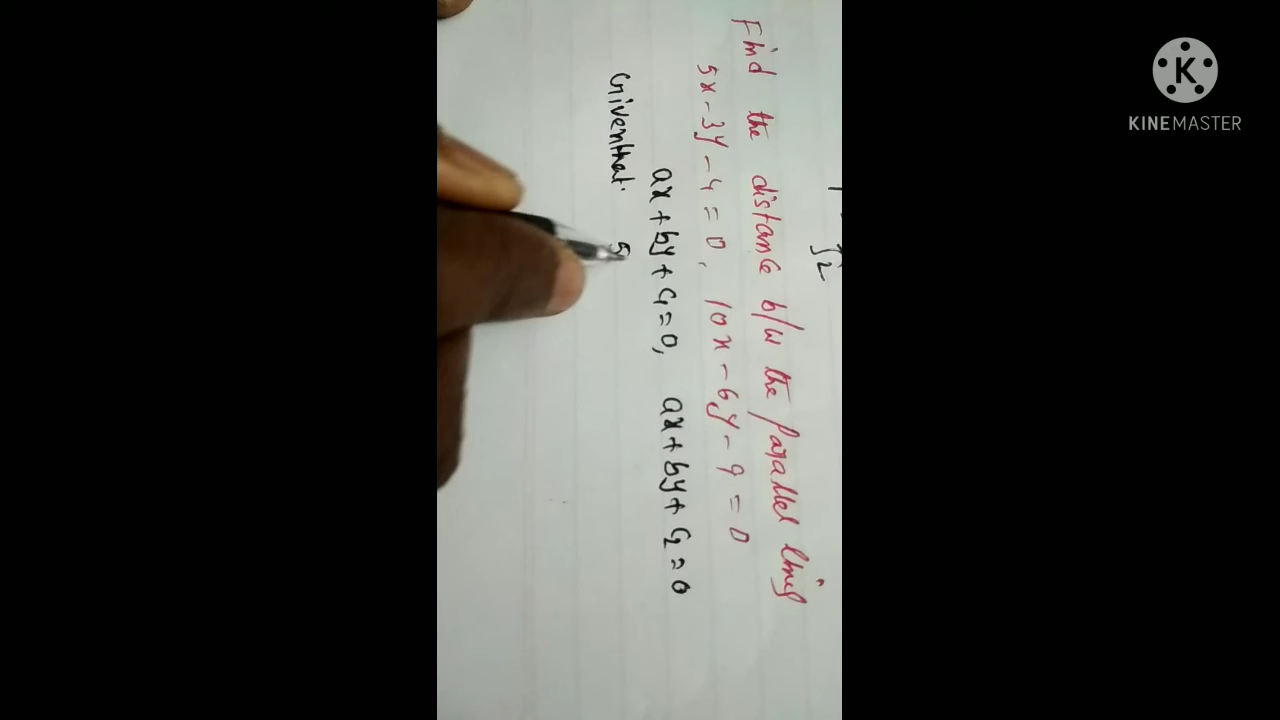 √2
Find the distance b/w the parallel lines
5x - 3y - 4 = 0, 10x - 6y - 9 = 0
ax + by + c₁ = 0, ax + by + c₂ = 0
Given that. 5
KINEMASTER